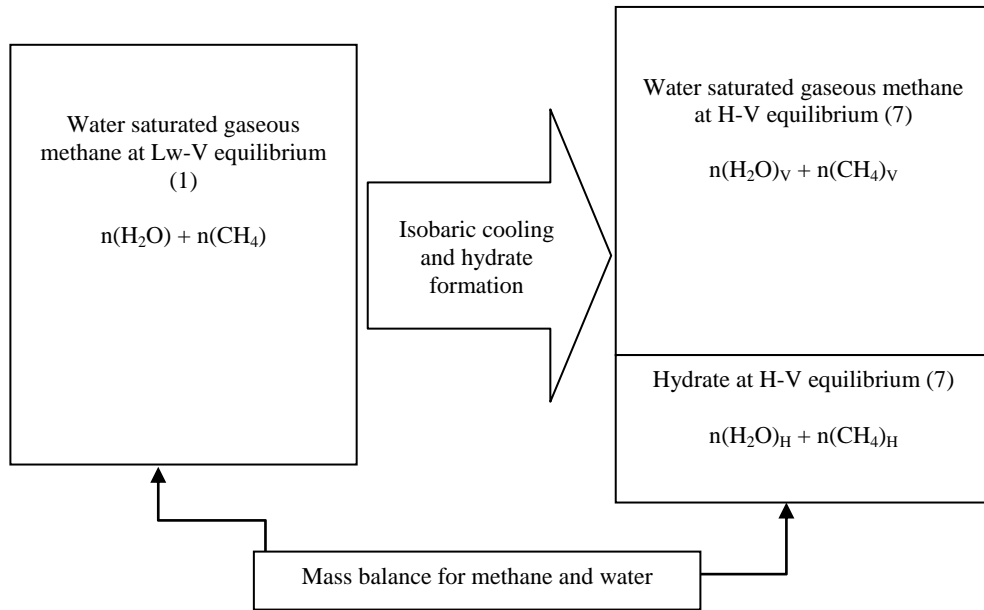 Water saturated gaseous
methane at Lw-V equilibrium
(1)
n(H₂O) + n(CH₄)
Isobaric cooling
and hydrate
formation
Water saturated gaseous methane
at H-V equilibrium (7)
n(H₂O)ᵥ + n(CH₄)ᵥ
Hydrate at H-V equilibrium (7)
n(H₂O)H + n(CH₄)H
Mass balance for methane and water